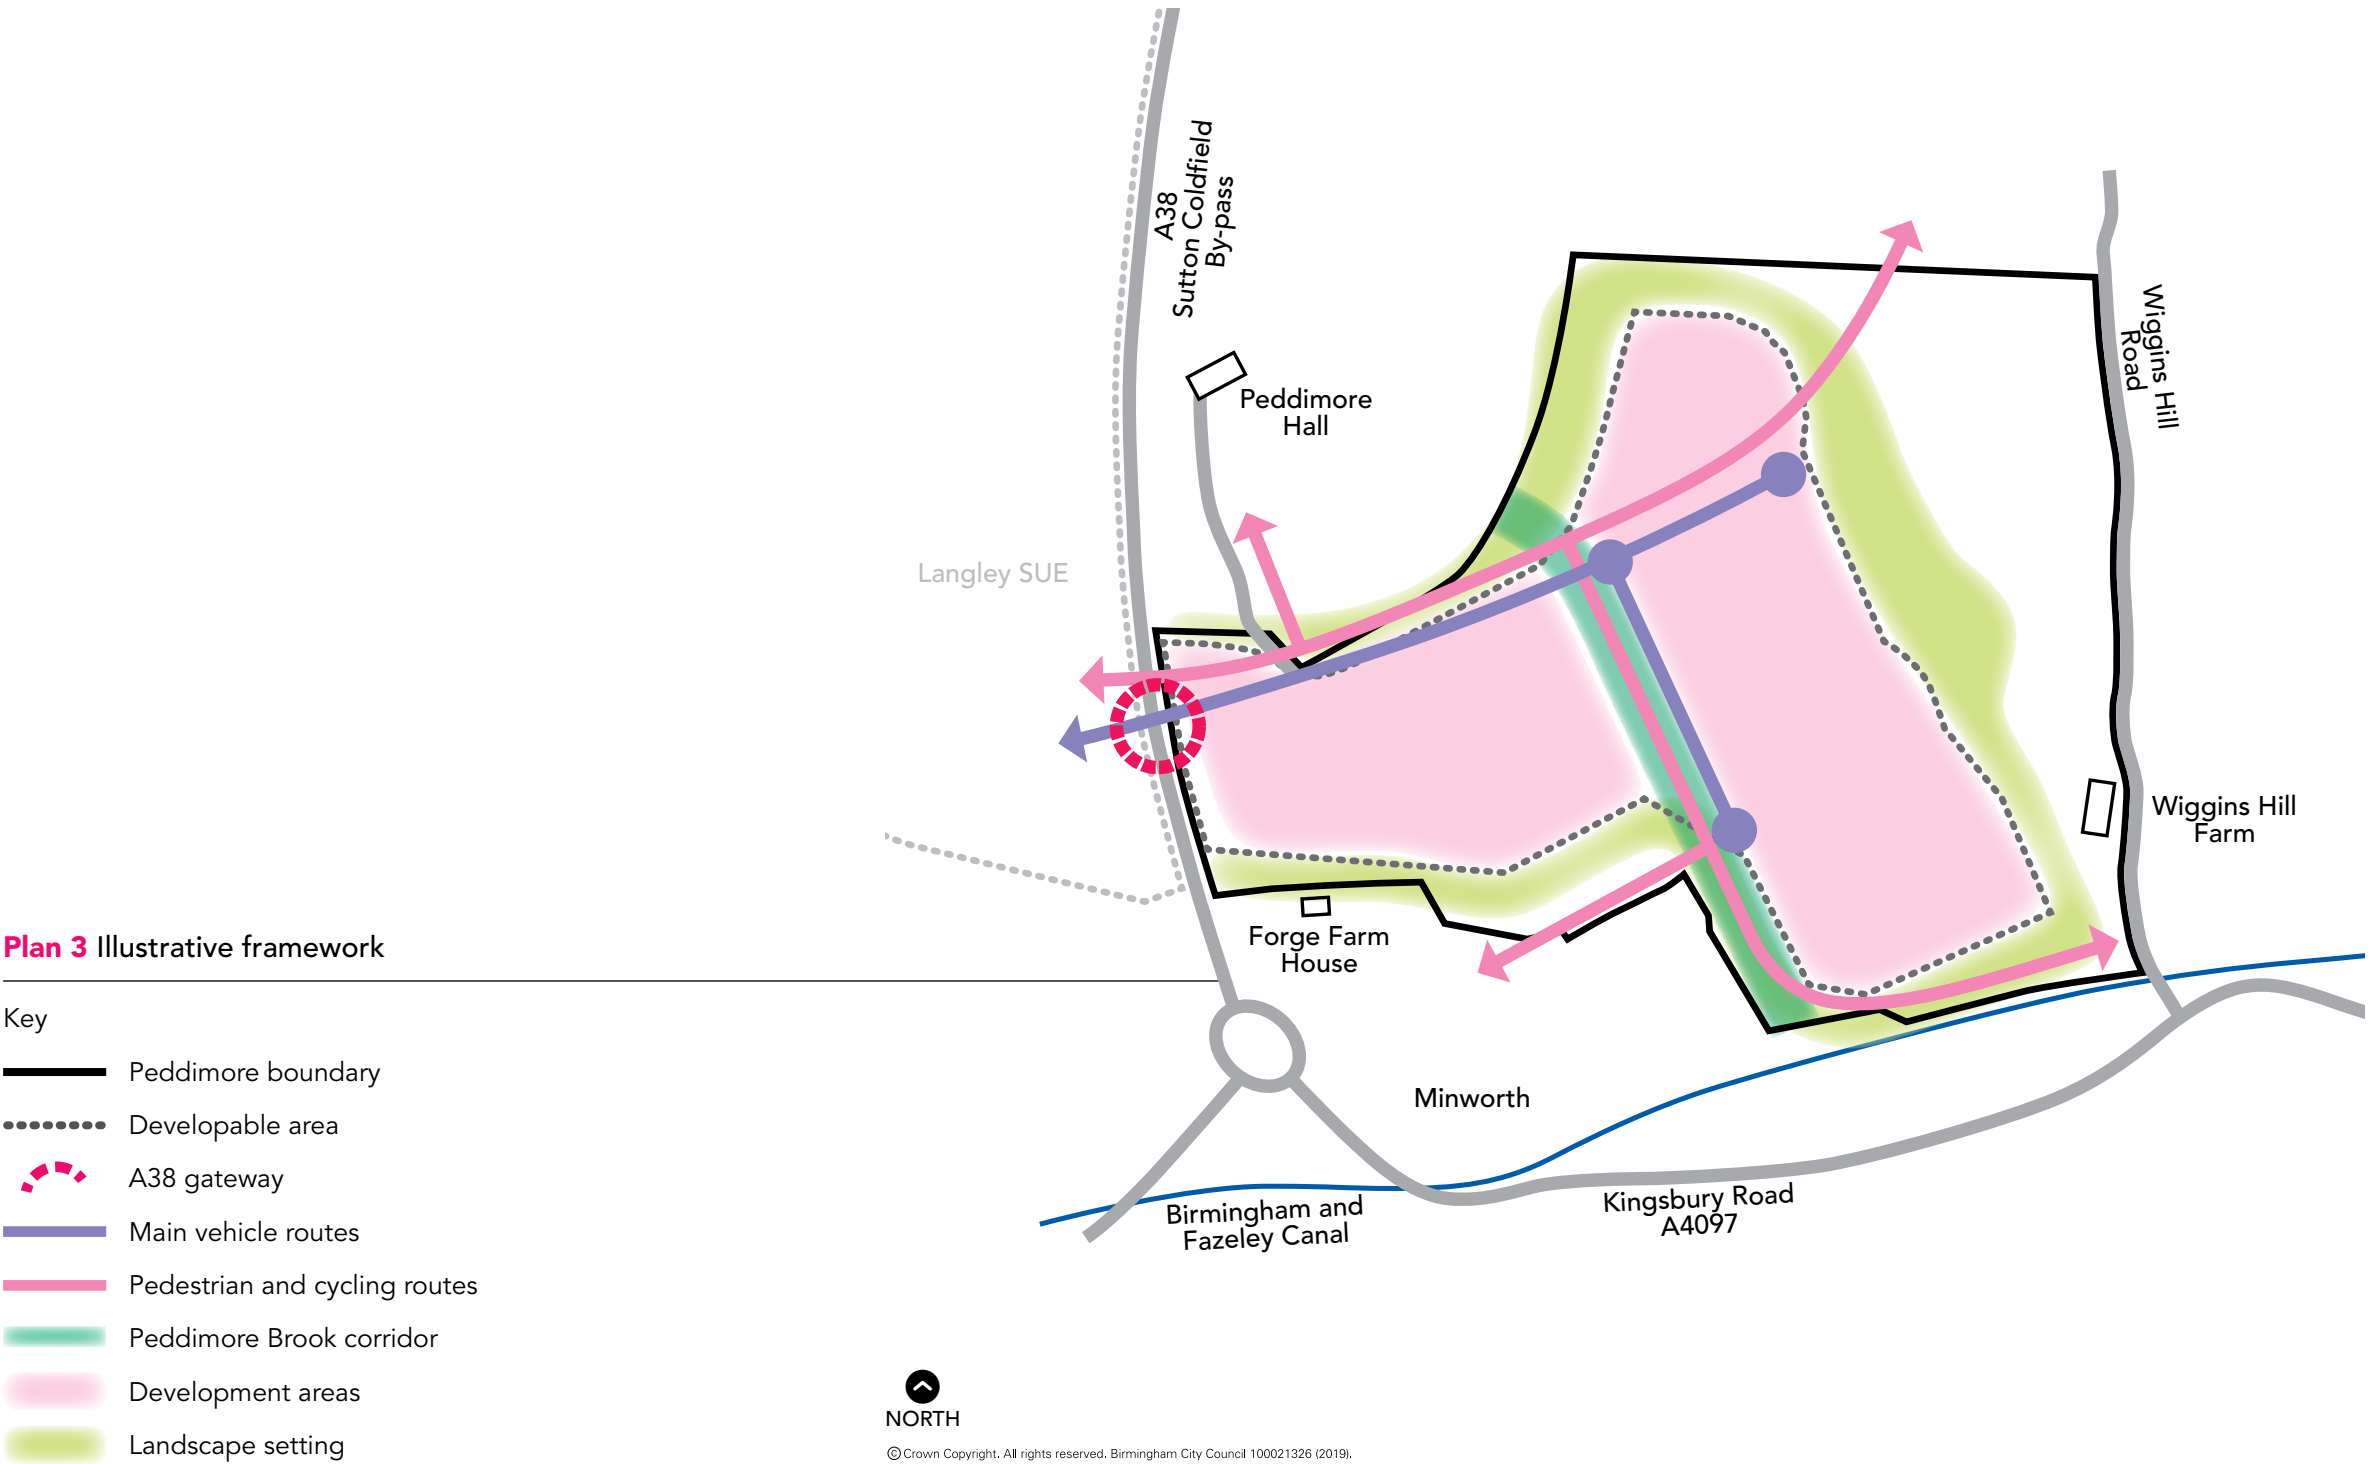 A38
Sutton Coldfield
By-pass
Wiggins Hill
Road
Peddimore
Hall
Langley SUE
Wiggins Hill
Farm
Forge Farm
House
Plan 3 Illustrative framework
Key
Peddimore boundary
Developable area
A38 gateway
Main vehicle routes
Pedestrian and cycling routes
Peddimore Brook corridor
Development areas
Landscape setting
Minworth
Birmingham and
Fazeley Canal
Kingsbury Road
A4097
NORTH
© Crown Copyright. All rights reserved. Birmingham City Council 100021326 (2019).